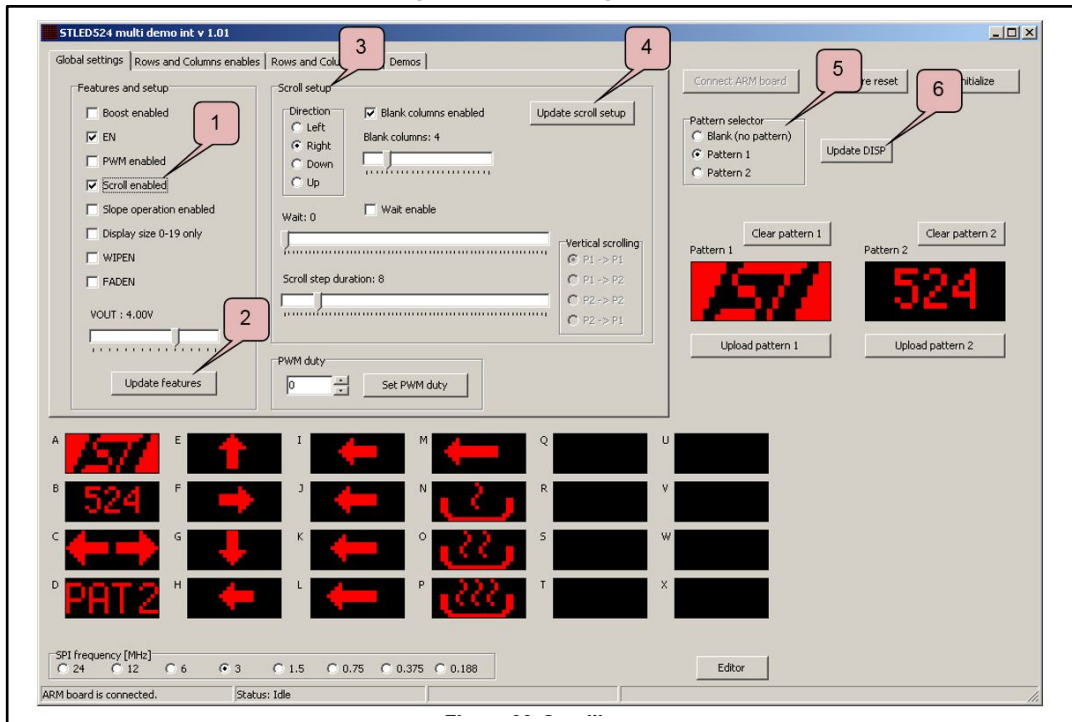 STLED524 multi demo int v 1.01
Global settings
Rows and Columns enables
Demos
Features and setup
Boost enabled
EN
PWM enabled
Scroll enabled
Slope operation enabled
Display size 0-19 only
WIPEN
FADEN
VOUT : 4.00V
Update features
1
2
3
Scroll setup
Direction
Left
Right
Down
Up
Blank columns enabled
Blank columns: 4
Update scroll setup
4
Wait: 0
Wait enable
Scroll step duration: 8
Vertical scrolling
P1 -> P1
P1 -> P2
P2 -> P2
P2 -> P1
PWM duty
0
Set PWM duty
Connect ARM board
reset
5
6
Pattern selector
Blank (no pattern)
Pattern 1
Pattern 2
Update DISP
Clear pattern 1
Clear pattern 2
Pattern 1
Pattern 2
ST
524
Upload pattern 1
Upload pattern 2
A
ST
E
I
M
Q
U
B
524
F
J
N
R
V
C
G
K
O
S
W
D
PAT2
H
L
P
T
X
SPI frequency [MHz]
24 12 6 3 1.5 0.75 0.375 0.188
Editor
ARM board is connected.
Status: Idle